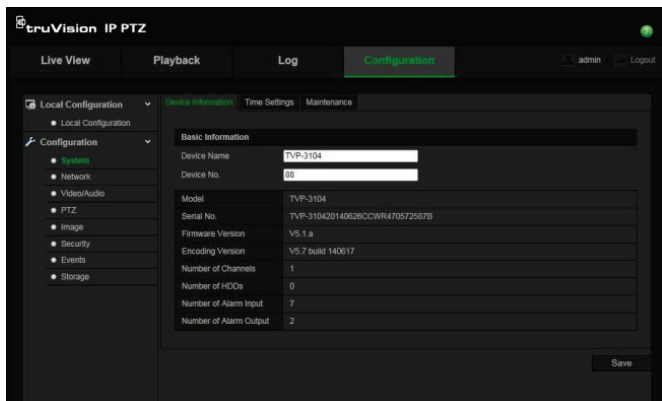 truVision IP PTZ
Live View Playback Log Configuration admin Logout
Local Configuration
Local Configuration
Configuration
System
Network
Video/Audio
PTZ
Image
Security
Events
Storage
Device Information Time Settings Maintenance
Basic Information
Device Name TVP-3104
Device No. 88
Model TVP-3104
Serial No. TVP-310420140626CCWR470572587B
Firmware Version V5.1.a
Encoding Version V5.7 build 140617
Number of Channels 1
Number of HDDs 0
Number of Alarm Input 7
Number of Alarm Output 2
Save